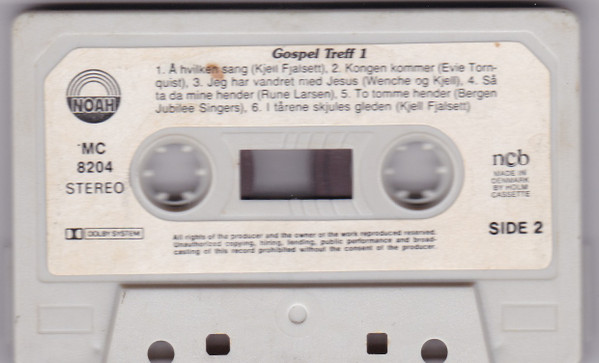 Gospel Treff 1
1. Å hvilken sang (Kjell Fjalsett), 2. Kongen kommer (Evie Torn-
quist), 3. Jeg har vandret med Jesus (Wenche og Kjell), 4. Så
ta da mine hender (Rune Larsen), 5. To tomme hender (Bergen
Jubilee Singers), 6. I tårene skjules gleden (Kjell Fjalsett)
NOAH
MC
8204
STEREO
ncb
MADE IN
DENMARK
BY HOLM
CASSETTE
SIDE 2
DOLBY SYSTEM
All rights of the producer and the owner of the work reproduced reserved.
Unauthorized copying, hiring, lending, public performance and broad-
casting of this record prohibited without the consent of the producer.